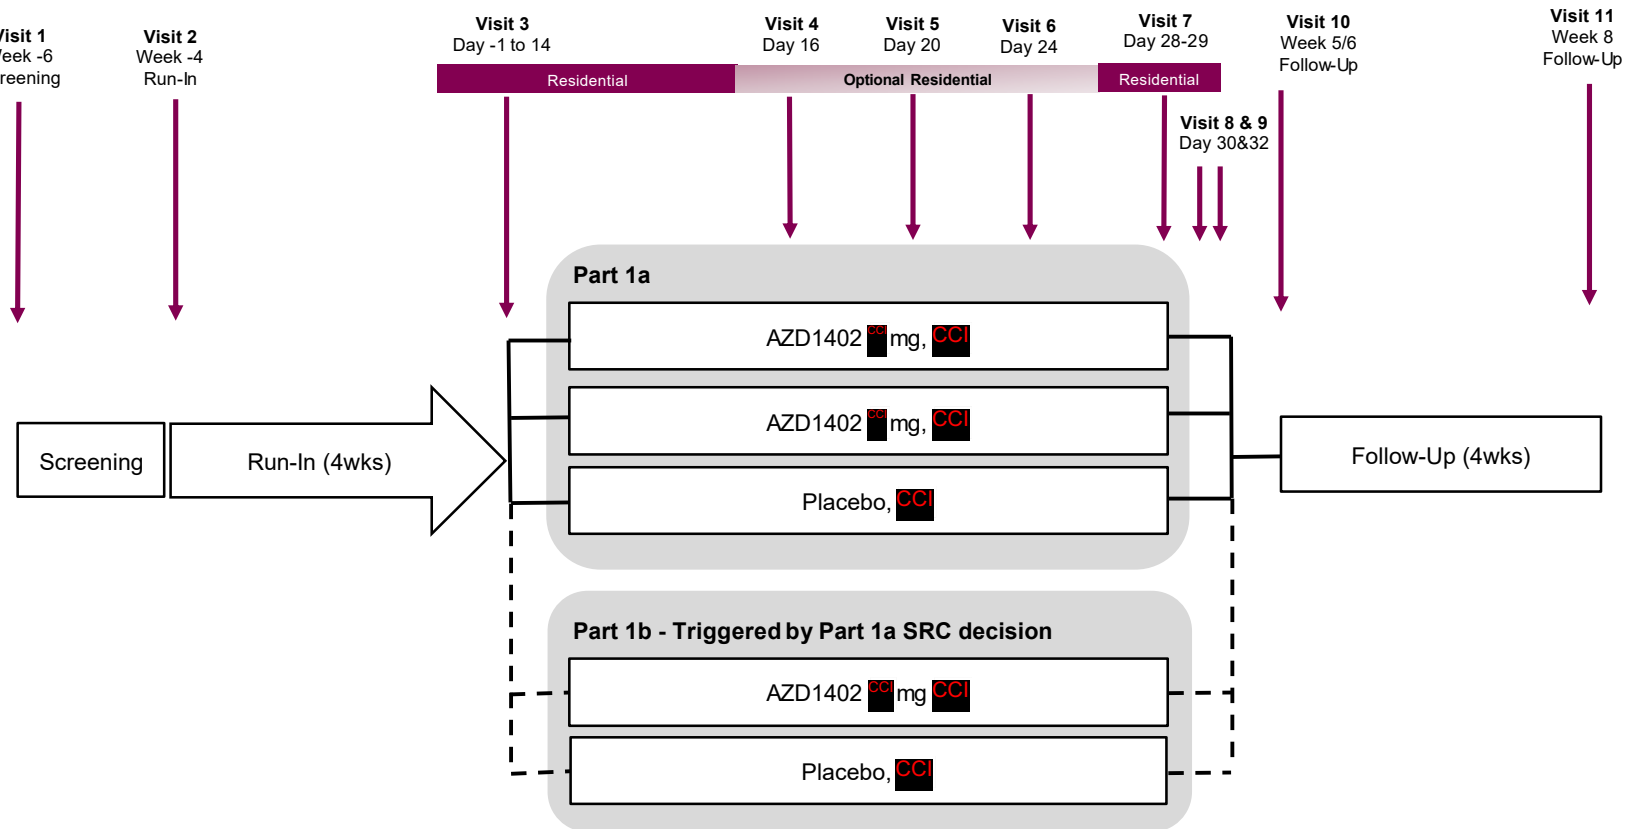 Visit 1
Week -6
Screening
Visit 2
Week -4
Run-In
Visit 3
Day -1 to 14
Visit 4
Day 16
Visit 5
Day 20
Visit 6
Day 24
Visit 7
Day 28-29
Visit 10
Week 5/6
Follow-Up
Visit 11
Week 8
Follow-Up
Residential
Optional Residential
Residential
Visit 8 & 9
Day 30&32
Part 1a
AZD1402 CCI mg, CCI
AZD1402 CCI mg, CCI
Placebo, CCI
Screening
Run-In (4wks)
Follow-Up (4wks)
Part 1b - Triggered by Part 1a SRC decision
AZD1402 CCI mg CCI
Placebo, CCI